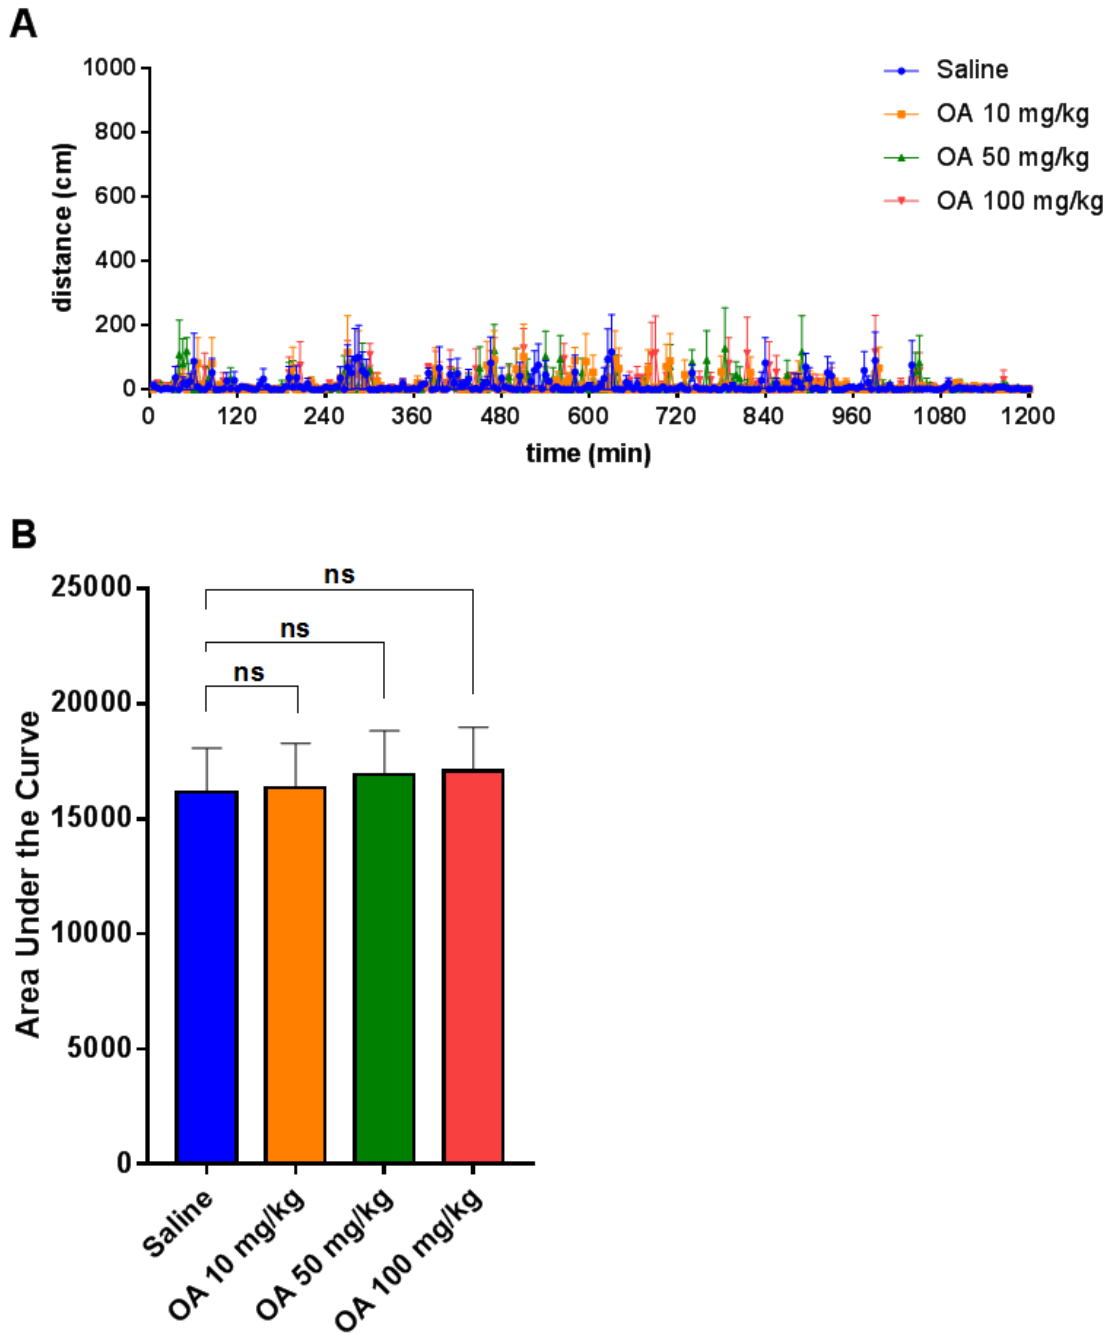 A
1000
800
600
400
200
0
distance (cm)
0 120 240 360 480 600 720 840 960 1080 1200
time (min)
Saline
OA 10 mg/kg
OA 50 mg/kg
OA 100 mg/kg
B
25000
20000
15000
10000
5000
0
Area Under the Curve
ns
ns
ns
Saline
OA 10 mg/kg
OA 50 mg/kg
OA 100 mg/kg